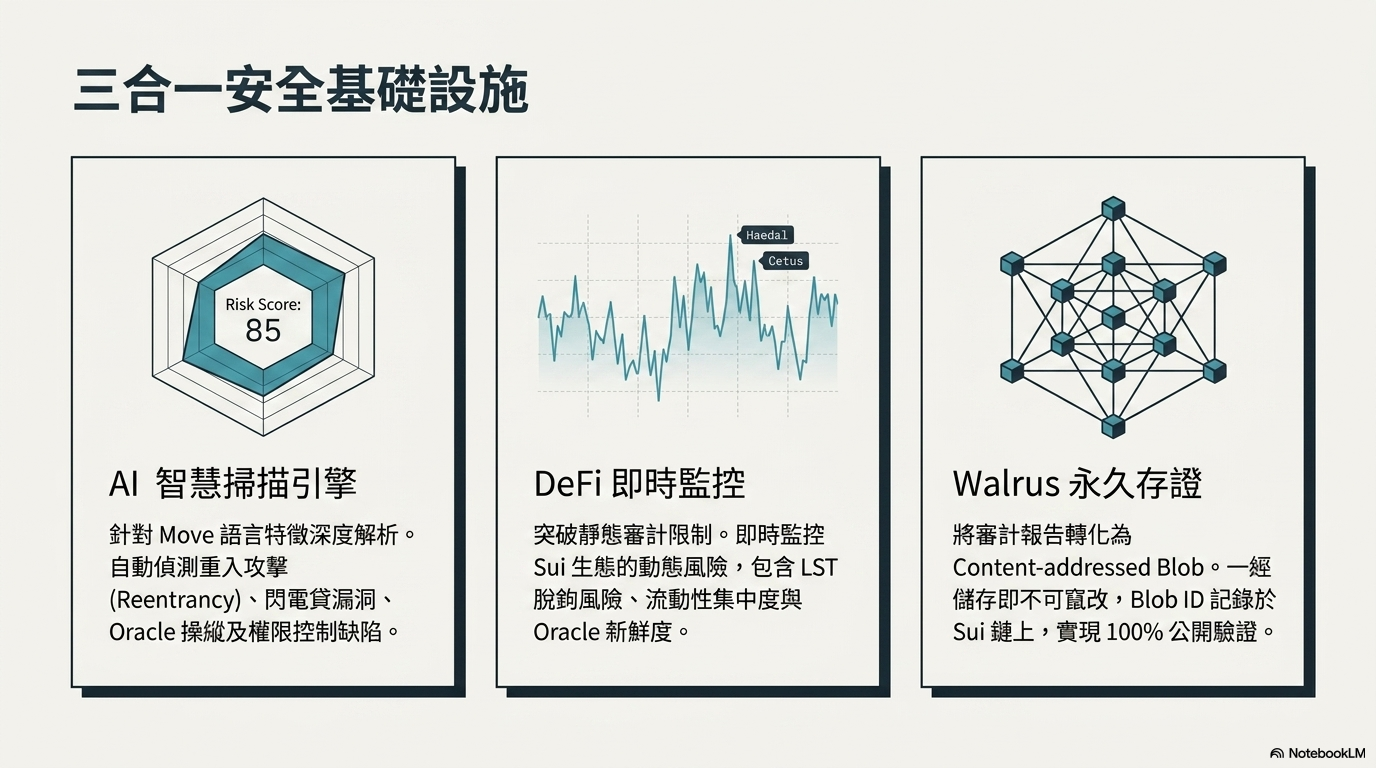 三合一安全基礎設施
Risk Score:
85
AI 智慧掃描引擎
針對 Move 語言特徵深度解析。
自動偵測重入攻擊
(Reentrancy)、閃電貸漏洞、
Oracle 操縱及權限控制缺陷。
Haedal
Cetus
DeFi 即時監控
突破靜態審計限制。即時監控
Sui 生態的動態風險，包含 LST
脫鉤風險、流動性集中度與
Oracle 新鮮度。
Walrus 永久存證
將審計報告轉化為
Content-addressed Blob。一經
儲存即不可竄改，Blob ID 記錄於
Sui 鏈上，實現 100% 公開驗證。
NotebookLM